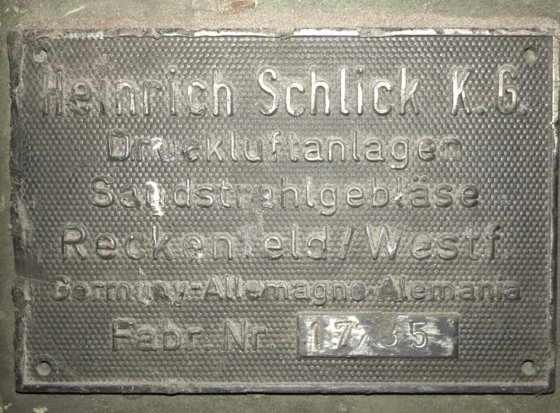 Heinrich Schlick K.G.
Druckluftanlagen
Sandstrahlgebläse
Reckenfeld/Westf.
Germany-Allemagne-Alemania
Fabr. Nr.